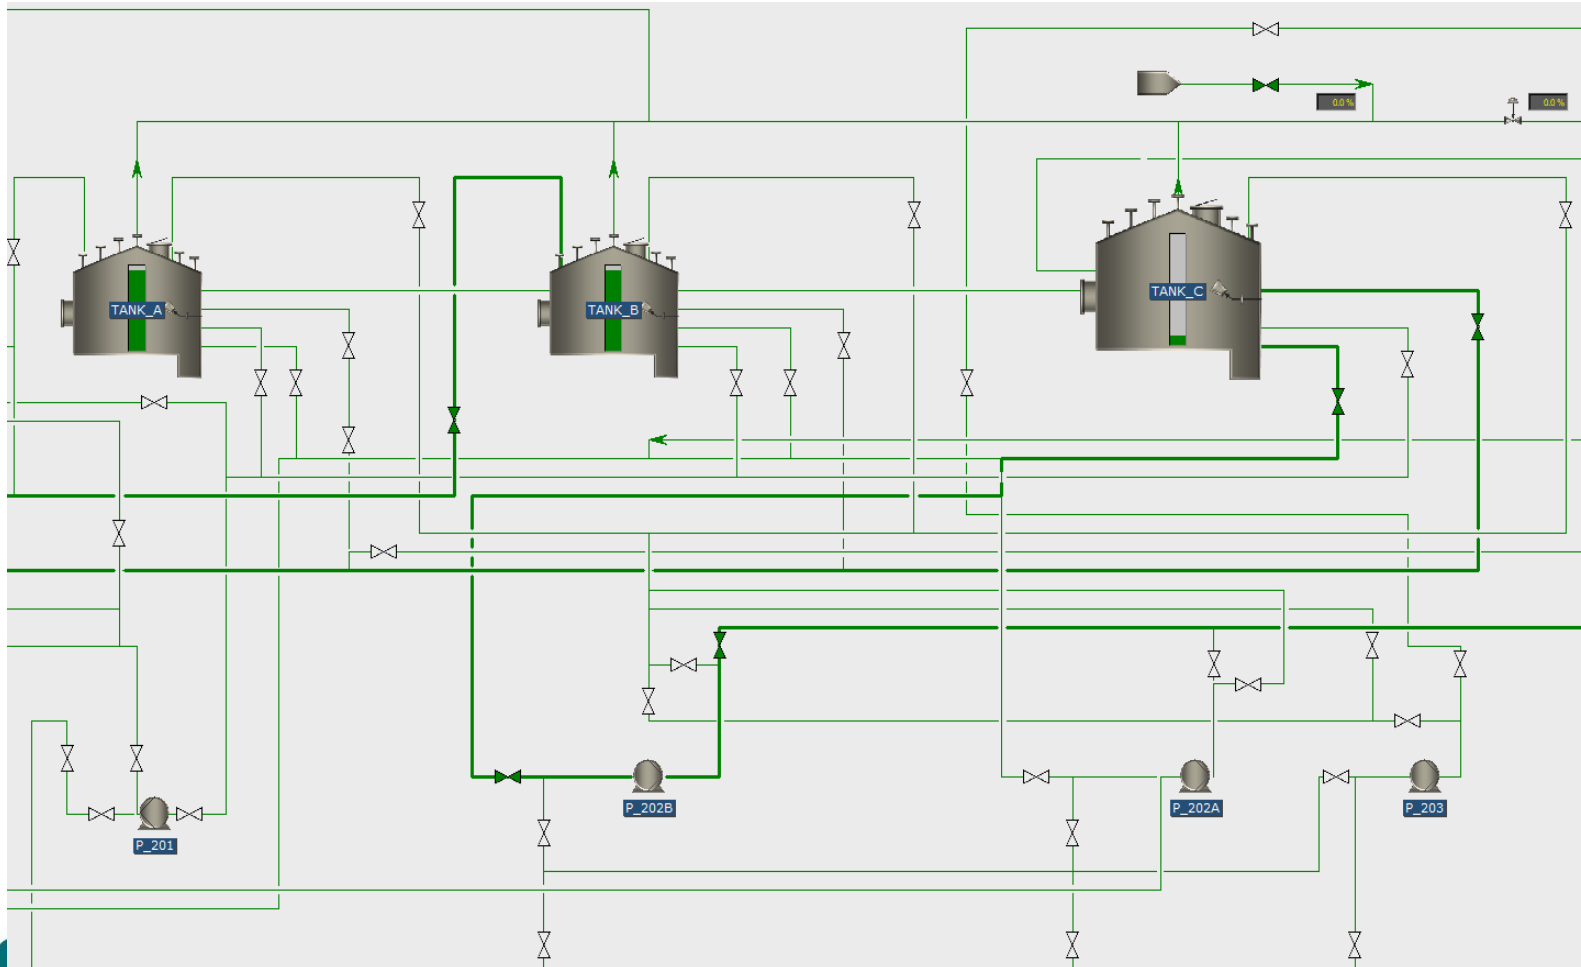 0.0 %
0.0 %
TANK_A
TANK_B
TANK_C
P_202B
P_202A
P_203
P_201